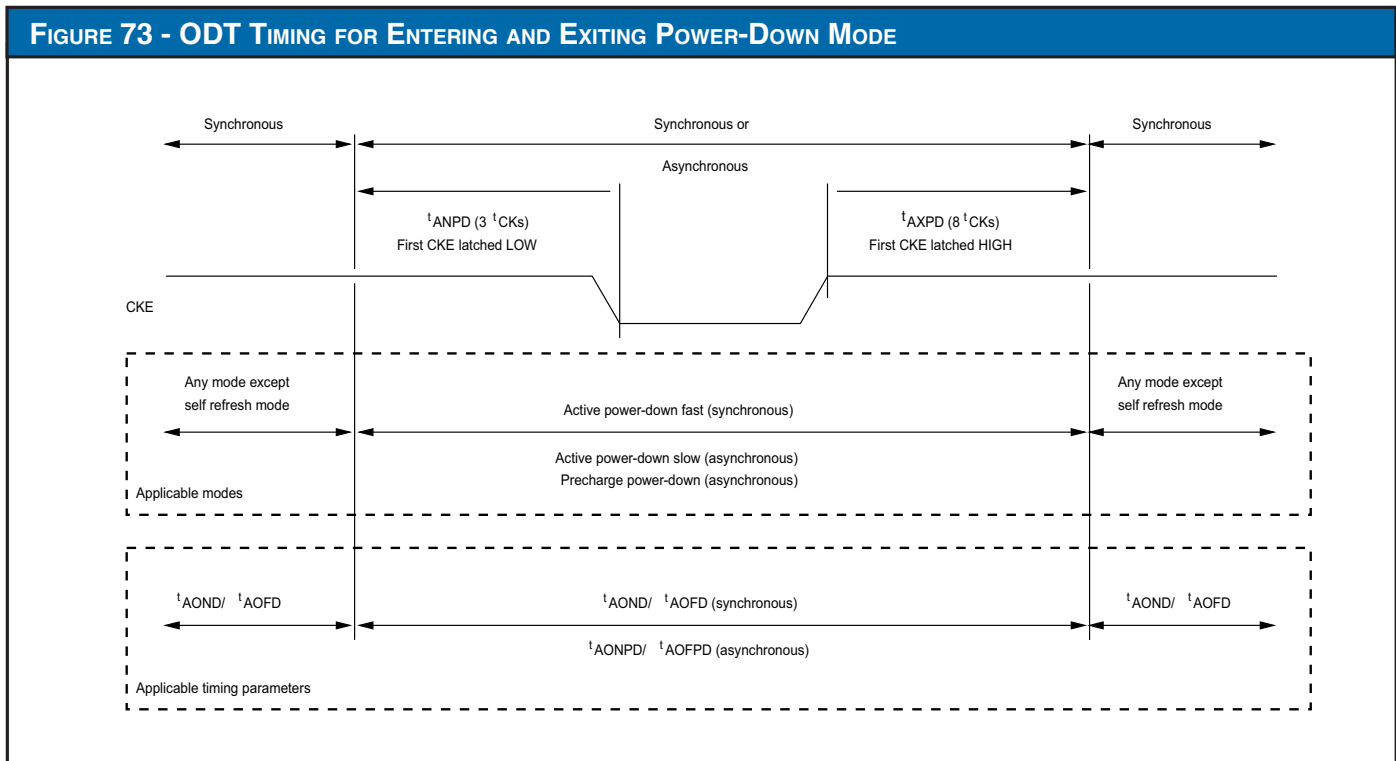 FIGURE 73 - ODT TIMING FOR ENTERING AND EXITING POWER-DOWN MODE
Synchronous
Synchronous or
Synchronous
Asynchronous
tANPD (3 tCKs)
First CKE latched LOW
tAXPD (8 tCKs)
First CKE latched HIGH
CKE
Any mode except
self refresh mode
Active power-down fast (synchronous)
Any mode except
self refresh mode
Active power-down slow (asynchronous)
Precharge power-down (asynchronous)
Applicable modes
tAOND/ tAOFD
tAOND/ tAOFD (synchronous)
tAOND/ tAOFD
tAONPD/ tAOFPD (asynchronous)
Applicable timing parameters